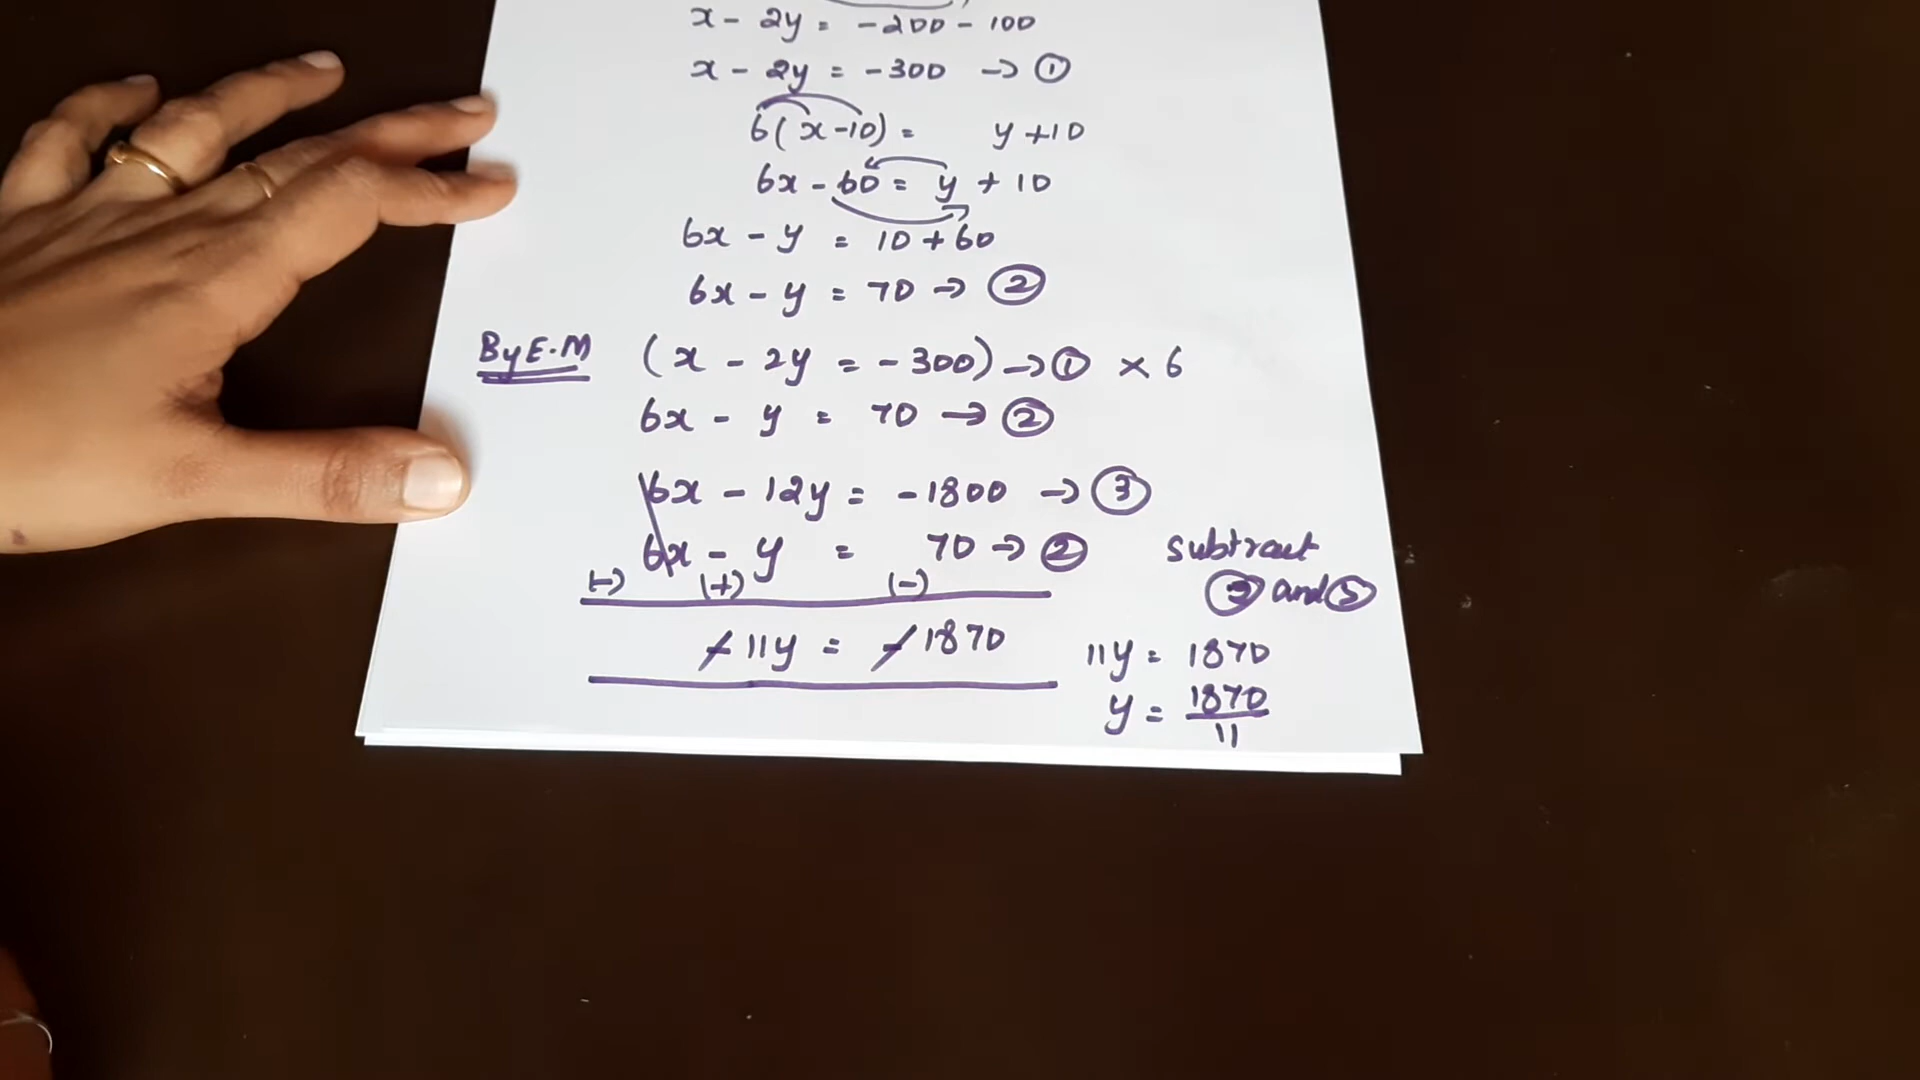 x - 2y = -200 - 100
x - 2y = -300 → ①
6(x-10) = y +10
6x - 60 = y + 10
6x - y = 10 + 60
6x - y = 70 → ②
By E.M (x - 2y = -300) → ① × 6
6x - y = 70 → ②
6x - 12y = -1800 → ③
6x - y = 70 → ②
(-) (+) (-)
subtract
and
-11y = -1870
11y = 1870
y = 1870/11